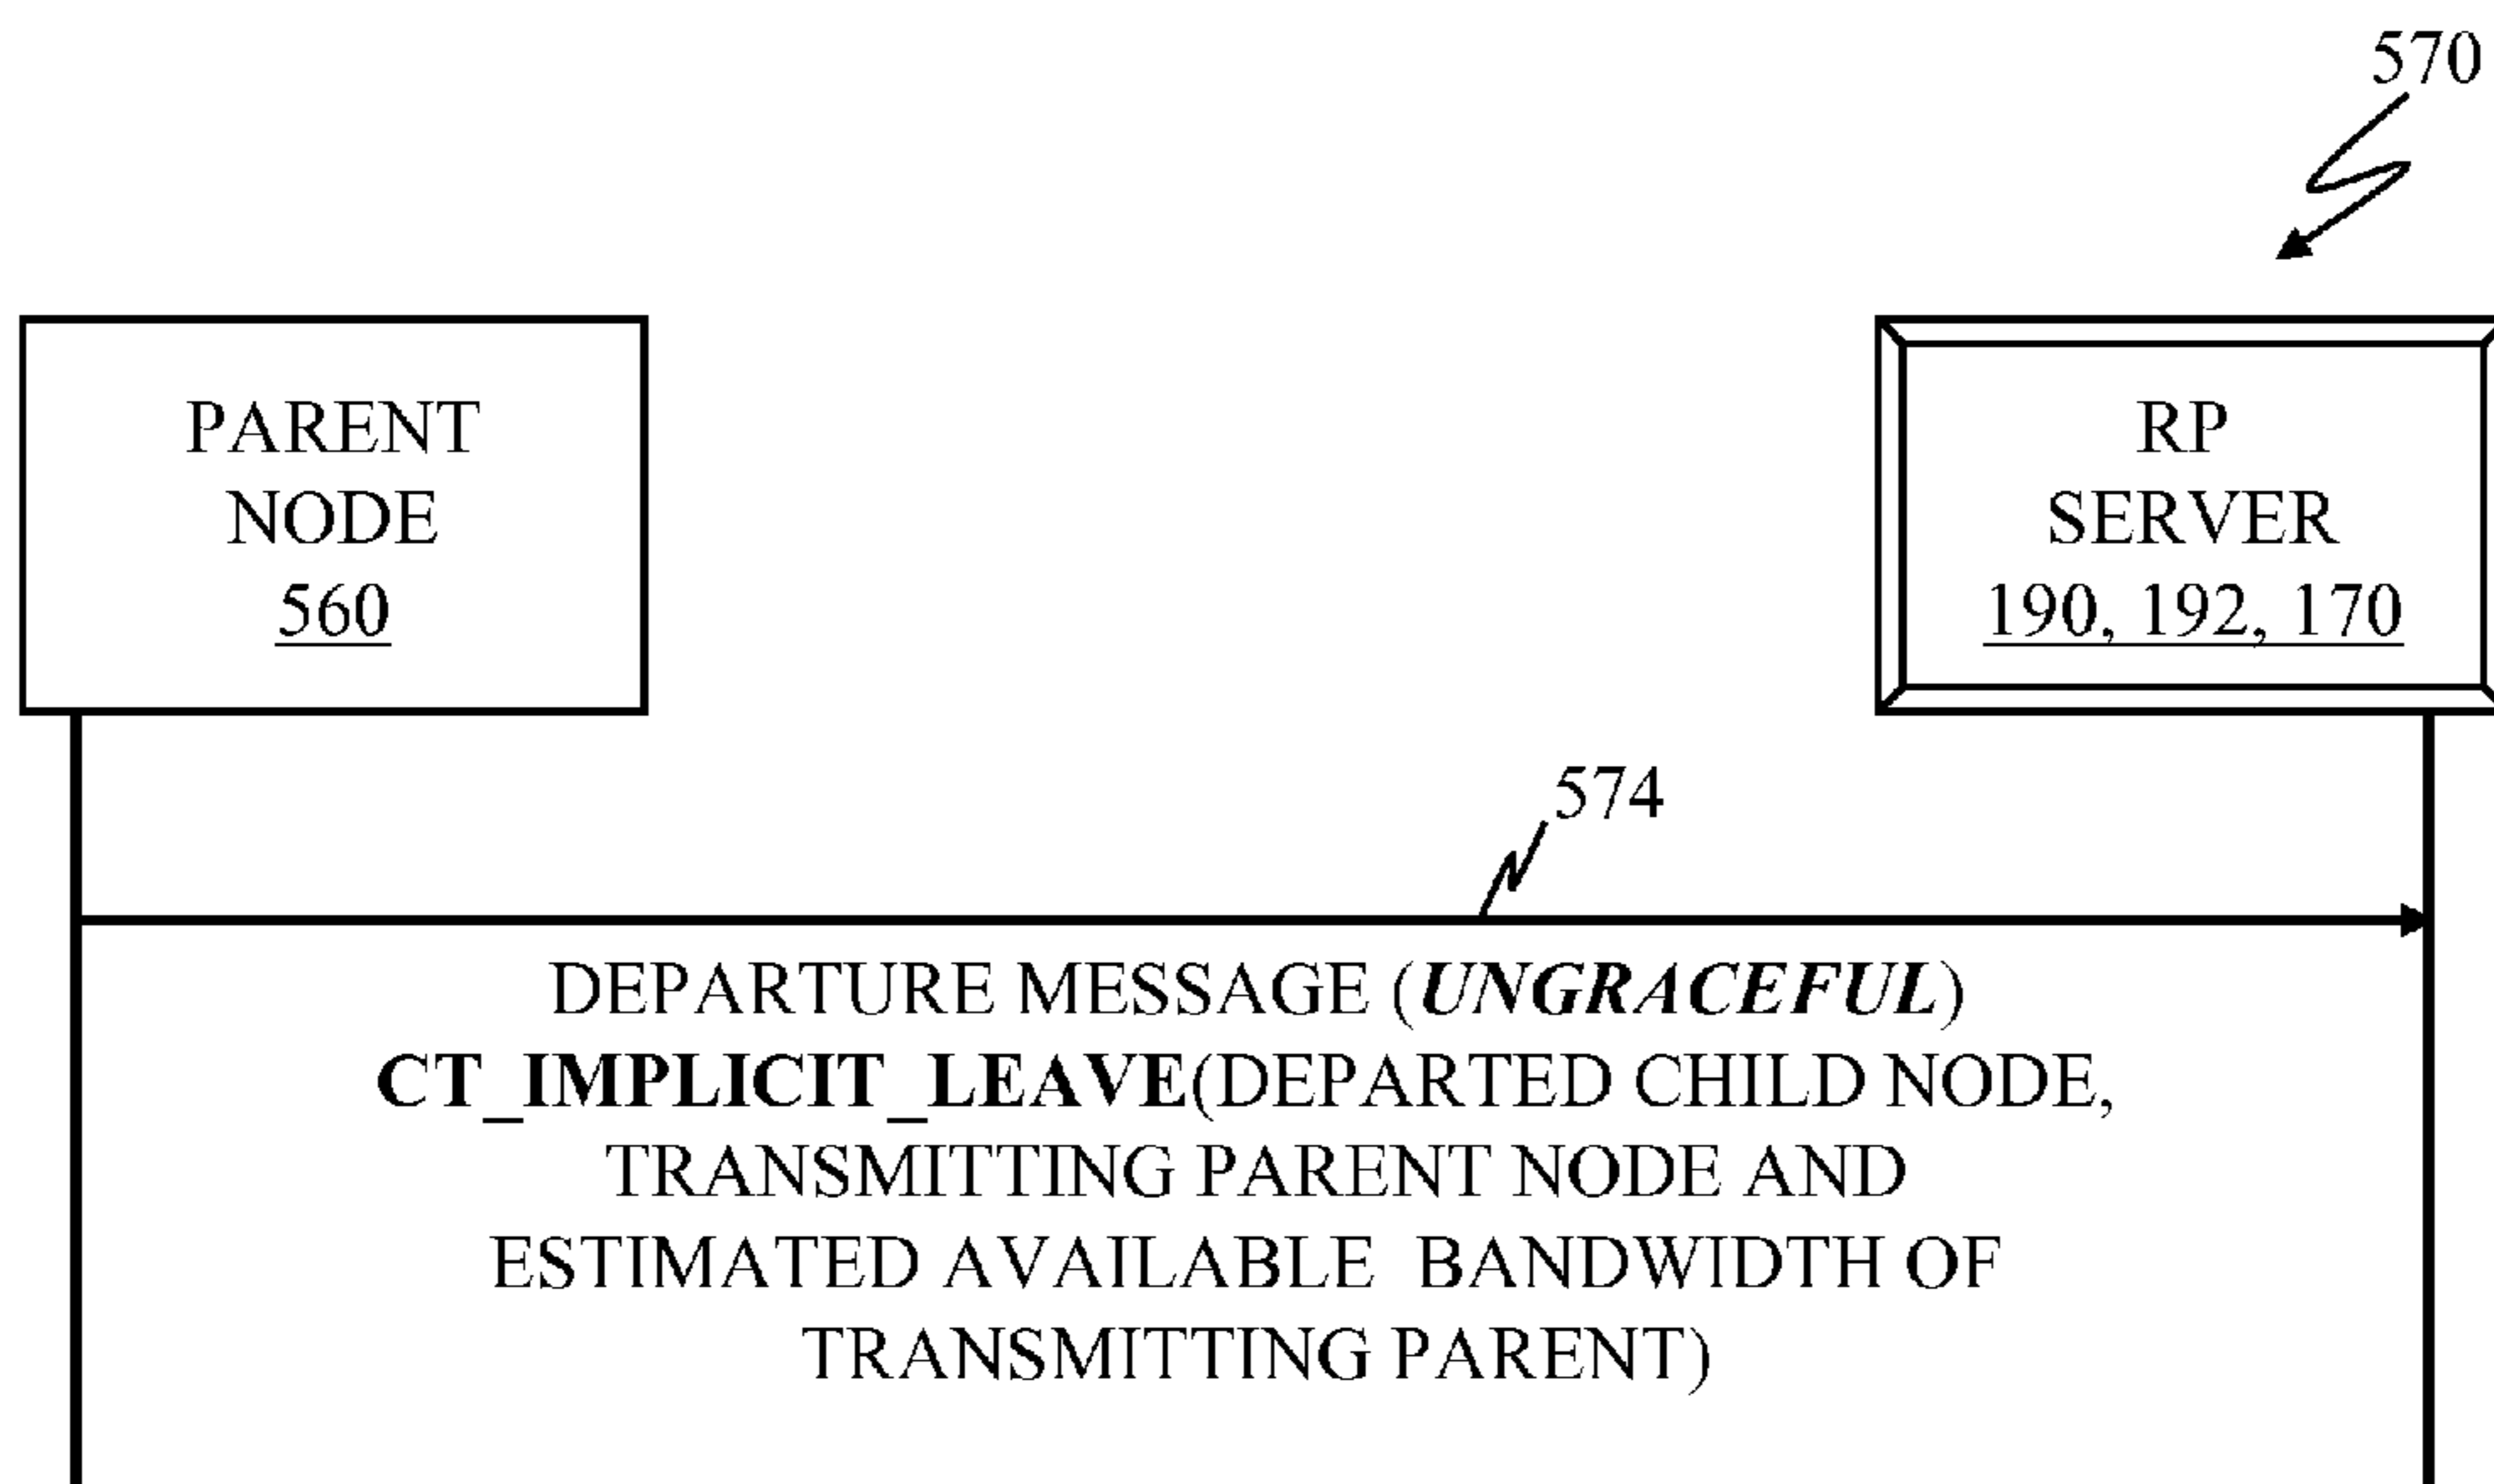 570
PARENT
NODE
560
RP
SERVER
190, 192, 170
574
DEPARTURE MESSAGE (UNGRACEFUL)
CT_IMPLICIT_LEAVE(DEPARTED CHILD NODE,
TRANSMITTING PARENT NODE AND
ESTIMATED AVAILABLE BANDWIDTH OF
TRANSMITTING PARENT)